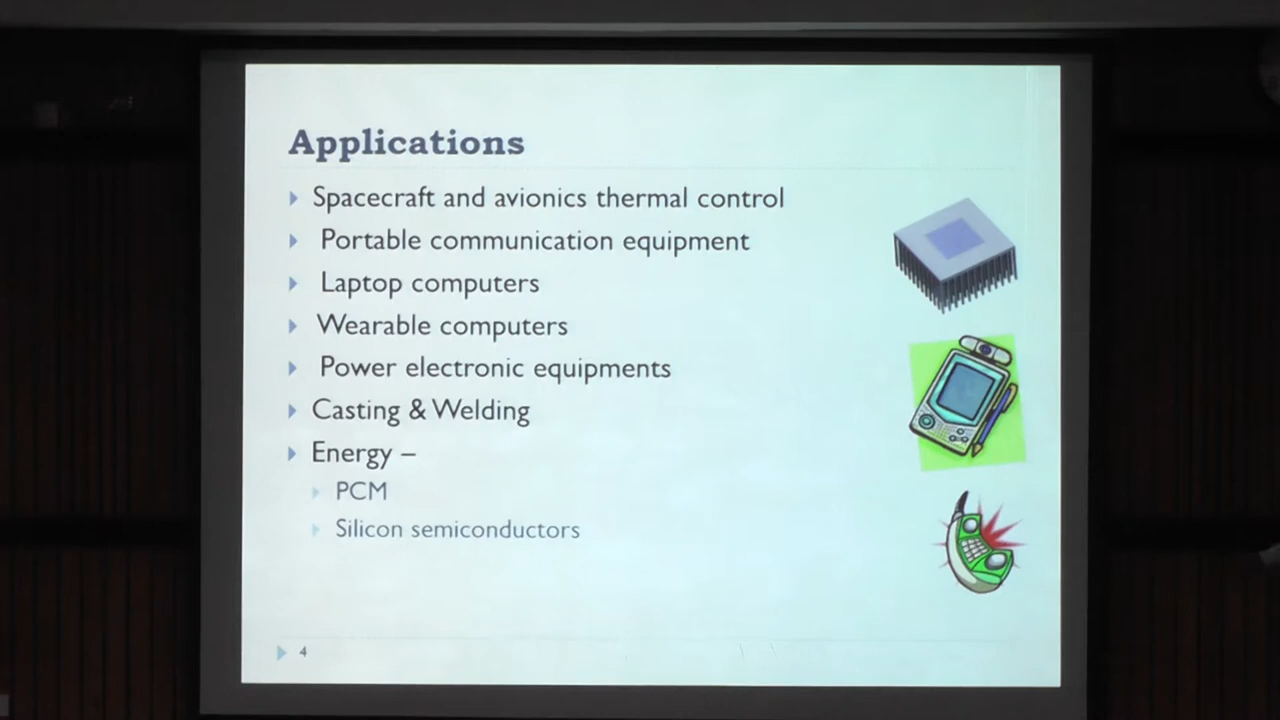 Applications
Spacecraft and avionics thermal control
Portable communication equipment
Laptop computers
Wearable computers
Power electronic equipments
Casting & Welding
Energy –
PCM
Silicon semiconductors
4